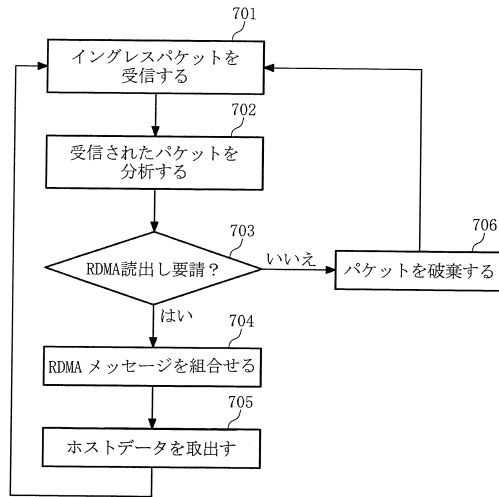 701
イングレスパケットを
受信する
702
受信されたパケットを
分析する
703
RDMA読出し要請？
いいえ
706
パケットを破棄する
はい
704
RDMA メッセージを組合せる
705
ホストデータを取出す